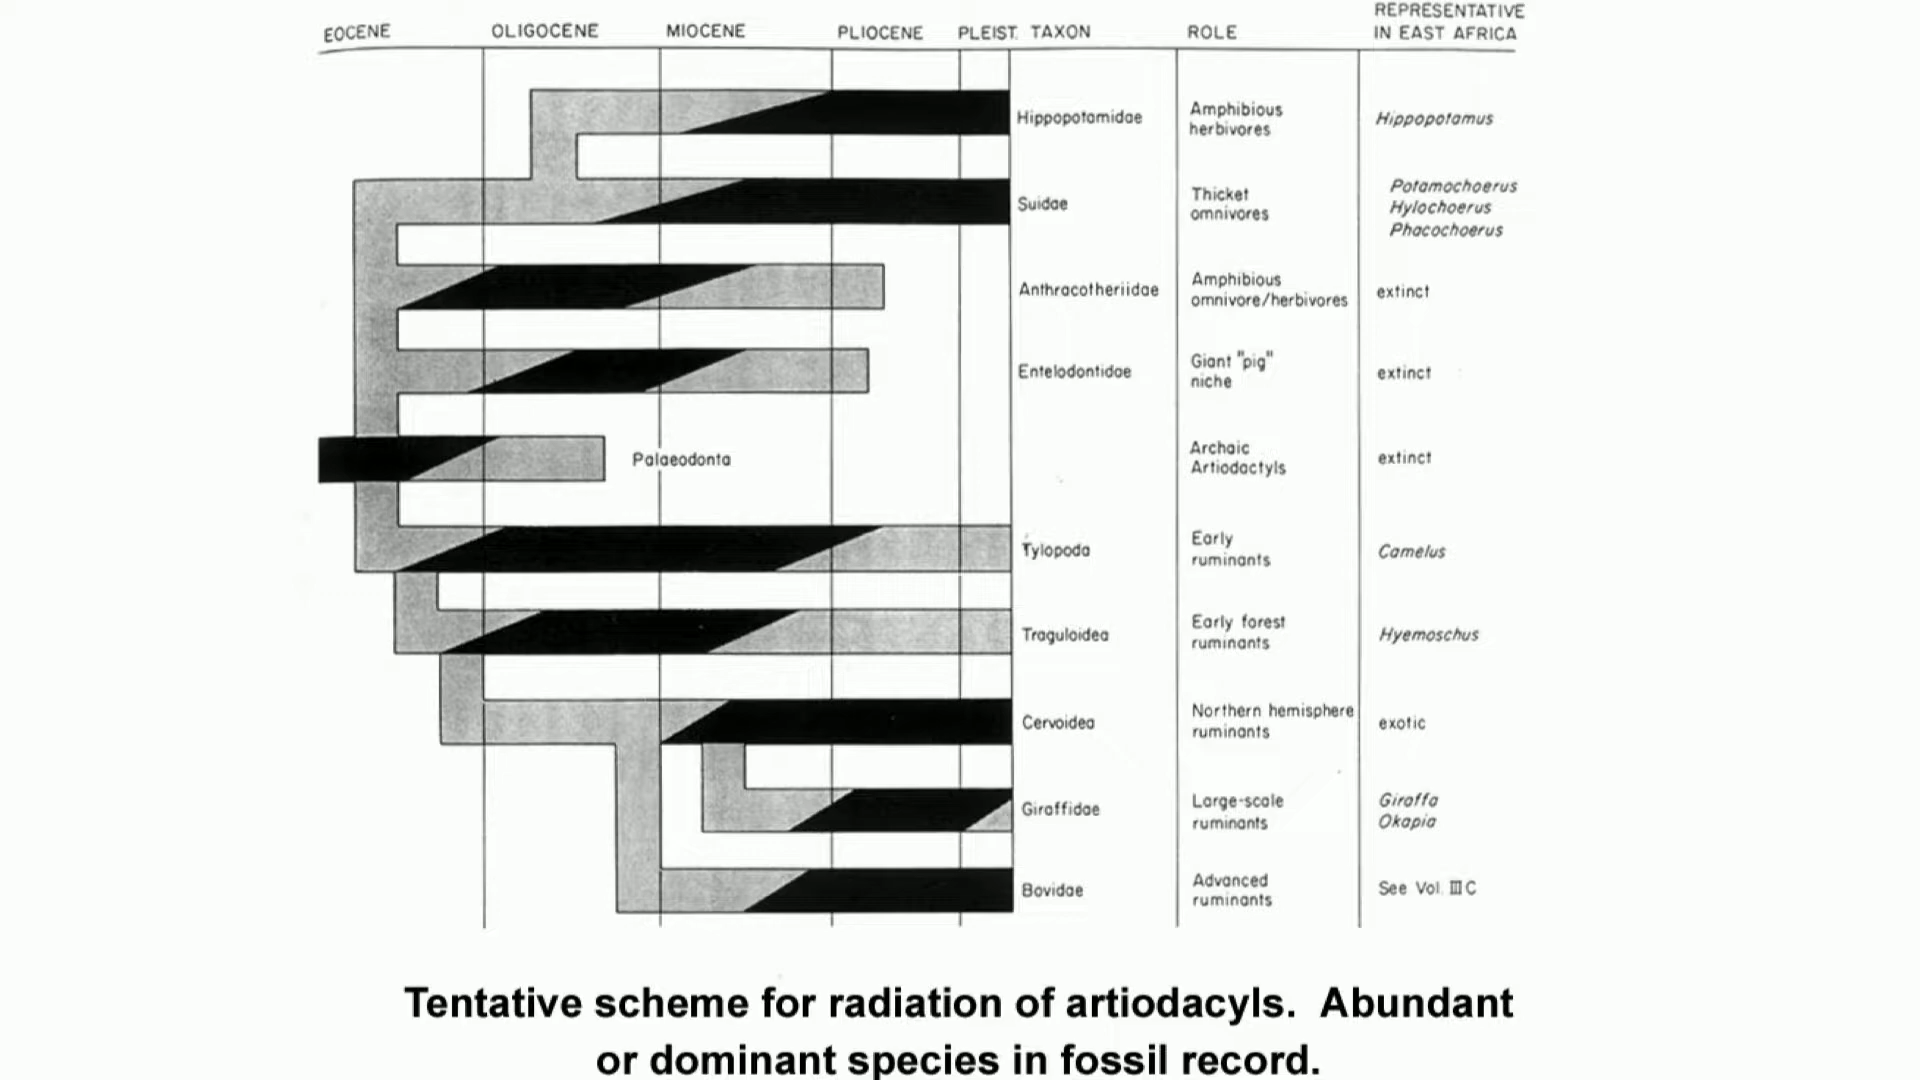 EOCENE OLIGOCENE MIOCENE PLIOCENE PLEIST. TAXON ROLE REPRESENTATIVE
IN EAST AFRICA
Hippopotamidae Amphibious
herbivores Hippopotamus
Suidae Thicket
omnivores Potamochoerus
Hylochoerus
Phacochoerus
Anthracotheriidae Amphibious
omnivore/herbivores extinct
Entelodontidae Giant "pig"
niche extinct
Palaeodonta Archaic
Artiodactyls extinct
Tylopoda Early
ruminants Camelus
Traguloidea Early forest
ruminants Hyemoschus
Cervoidea Northern hemisphere
ruminants exotic
Giraffidae Large-scale
ruminants Giraffa
Okapia
Bovidae Advanced
ruminants See Vol. III C
Tentative scheme for radiation of artiodacyls. Abundant
or dominant species in fossil record.